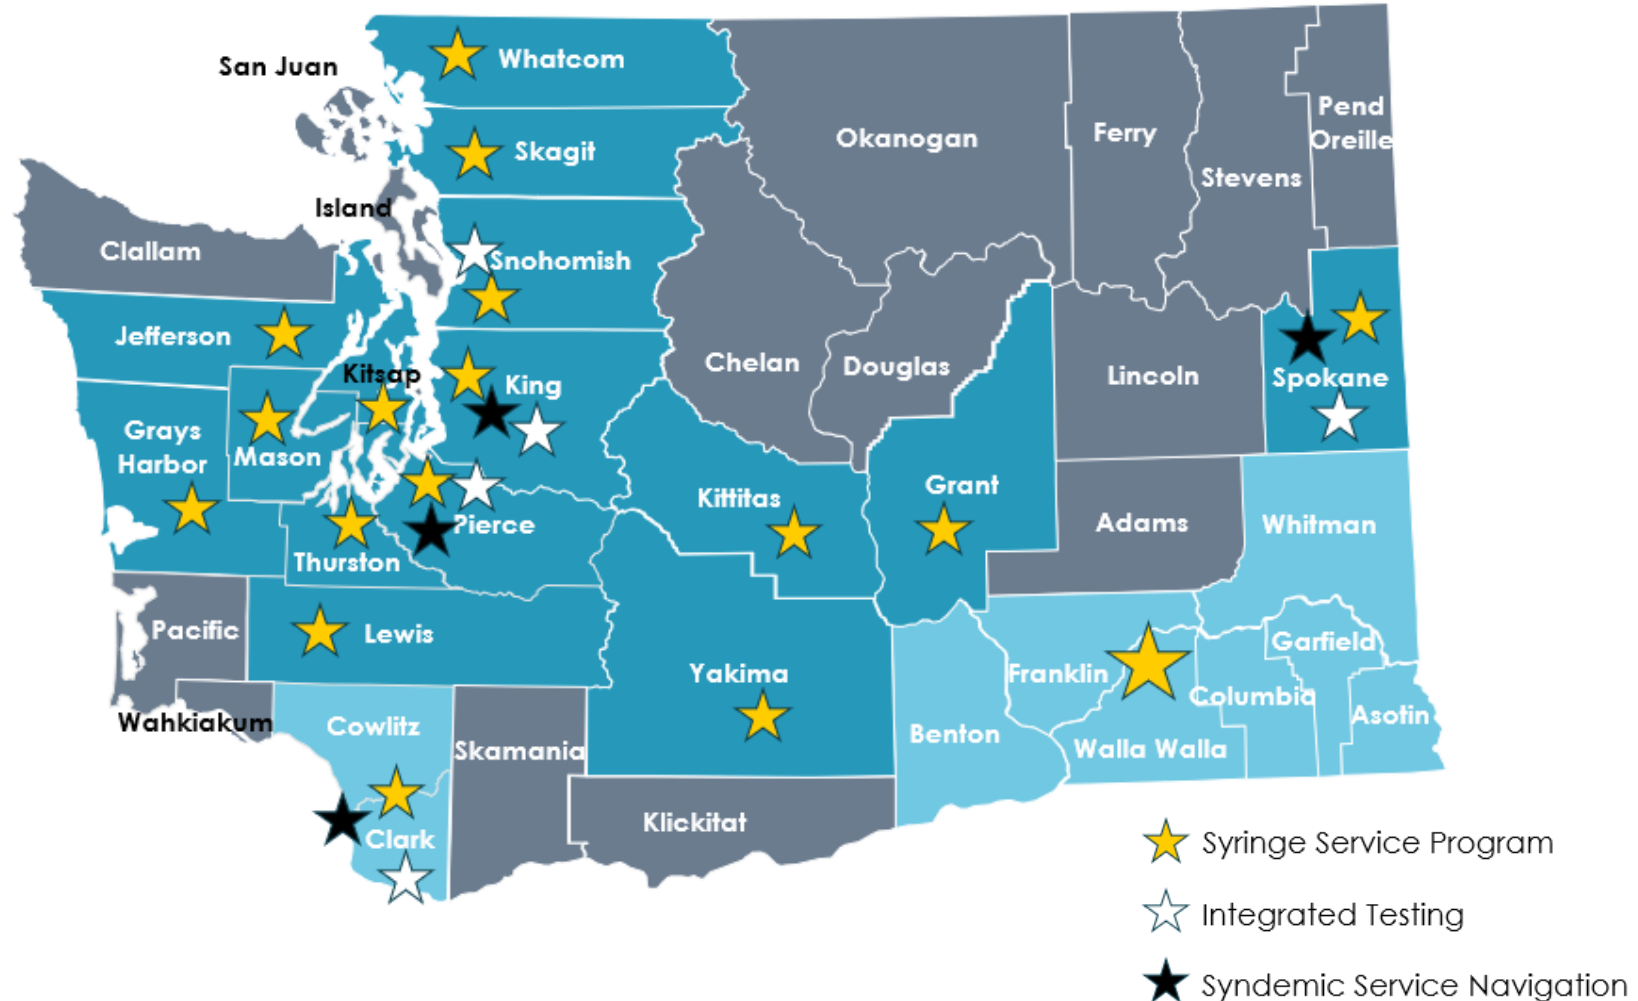 Whatcom
San Juan
Pend
Oreille
Okanogan
Ferry
Skagit
Stevens
Island
Clallam
Snohomish
Jefferson
Chelan
Douglas
Kitsap
Lincoln
Spokane
King
Grays
Harbor
Mason
Kittitas
Grant
Adams
Whitman
Pierce
Thurston
Pacific
Lewis
Garfield
Yakima
Franklin
Columbia
Asotin
Wahkiakum
Cowlitz
Skamania
Benton
Walla Walla
Klickitat
Clark
Syringe Service Program
Integrated Testing
Syndemic Service Navigation